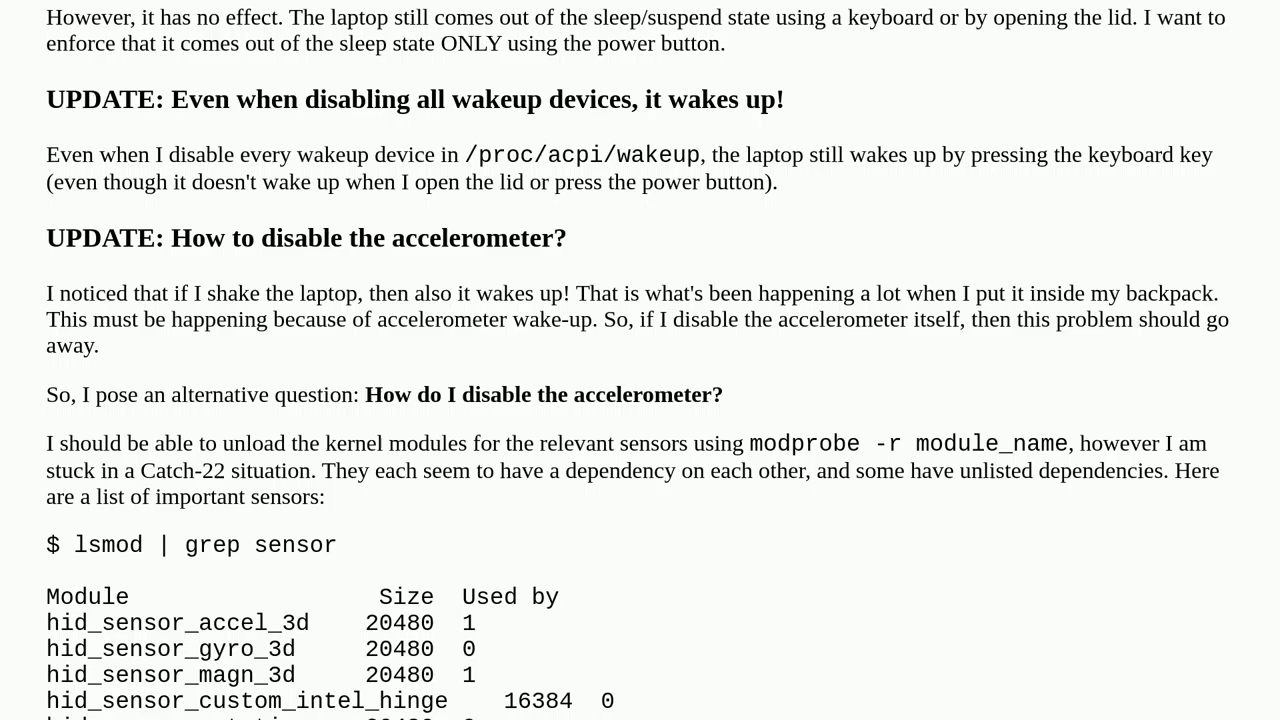 However, it has no effect. The laptop still comes out of the sleep/suspend state using a keyboard or by opening the lid. I want to
enforce that it comes out of the sleep state ONLY using the power button.
UPDATE: Even when disabling all wakeup devices, it wakes up!
Even when I disable every wakeup device in /proc/acpi/wakeup, the laptop still wakes up by pressing the keyboard key
(even though it doesn't wake up when I open the lid or press the power button).
UPDATE: How to disable the accelerometer?
I noticed that if I shake the laptop, then also it wakes up! That is what's been happening a lot when I put it inside my backpack.
This must be happening because of accelerometer wake-up. So, if I disable the accelerometer itself, then this problem should go
away.
So, I pose an alternative question: How do I disable the accelerometer?
I should be able to unload the kernel modules for the relevant sensors using modprobe -r module_name, however I am
stuck in a Catch-22 situation. They each seem to have a dependency on each other, and some have unlisted dependencies. Here
are a list of important sensors:
$ lsmod | grep sensor
Module                  Size  Used by
hid_sensor_accel_3d    20480  1
hid_sensor_gyro_3d     20480  0
hid_sensor_magn_3d     20480  1
hid_sensor_custom_intel_hinge    16384  0